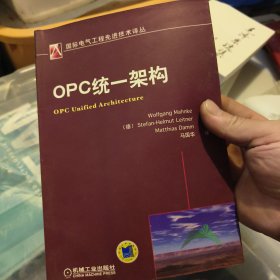 国际电气工程先进技术译丛
OPC统一架构
OPC Unified Architecture
Wolfgang Mahnke
（德）Stefan-Helmut Leitner
Matthias Damm
马国华
机械工业出版社
CHINA MACHINE PRESS